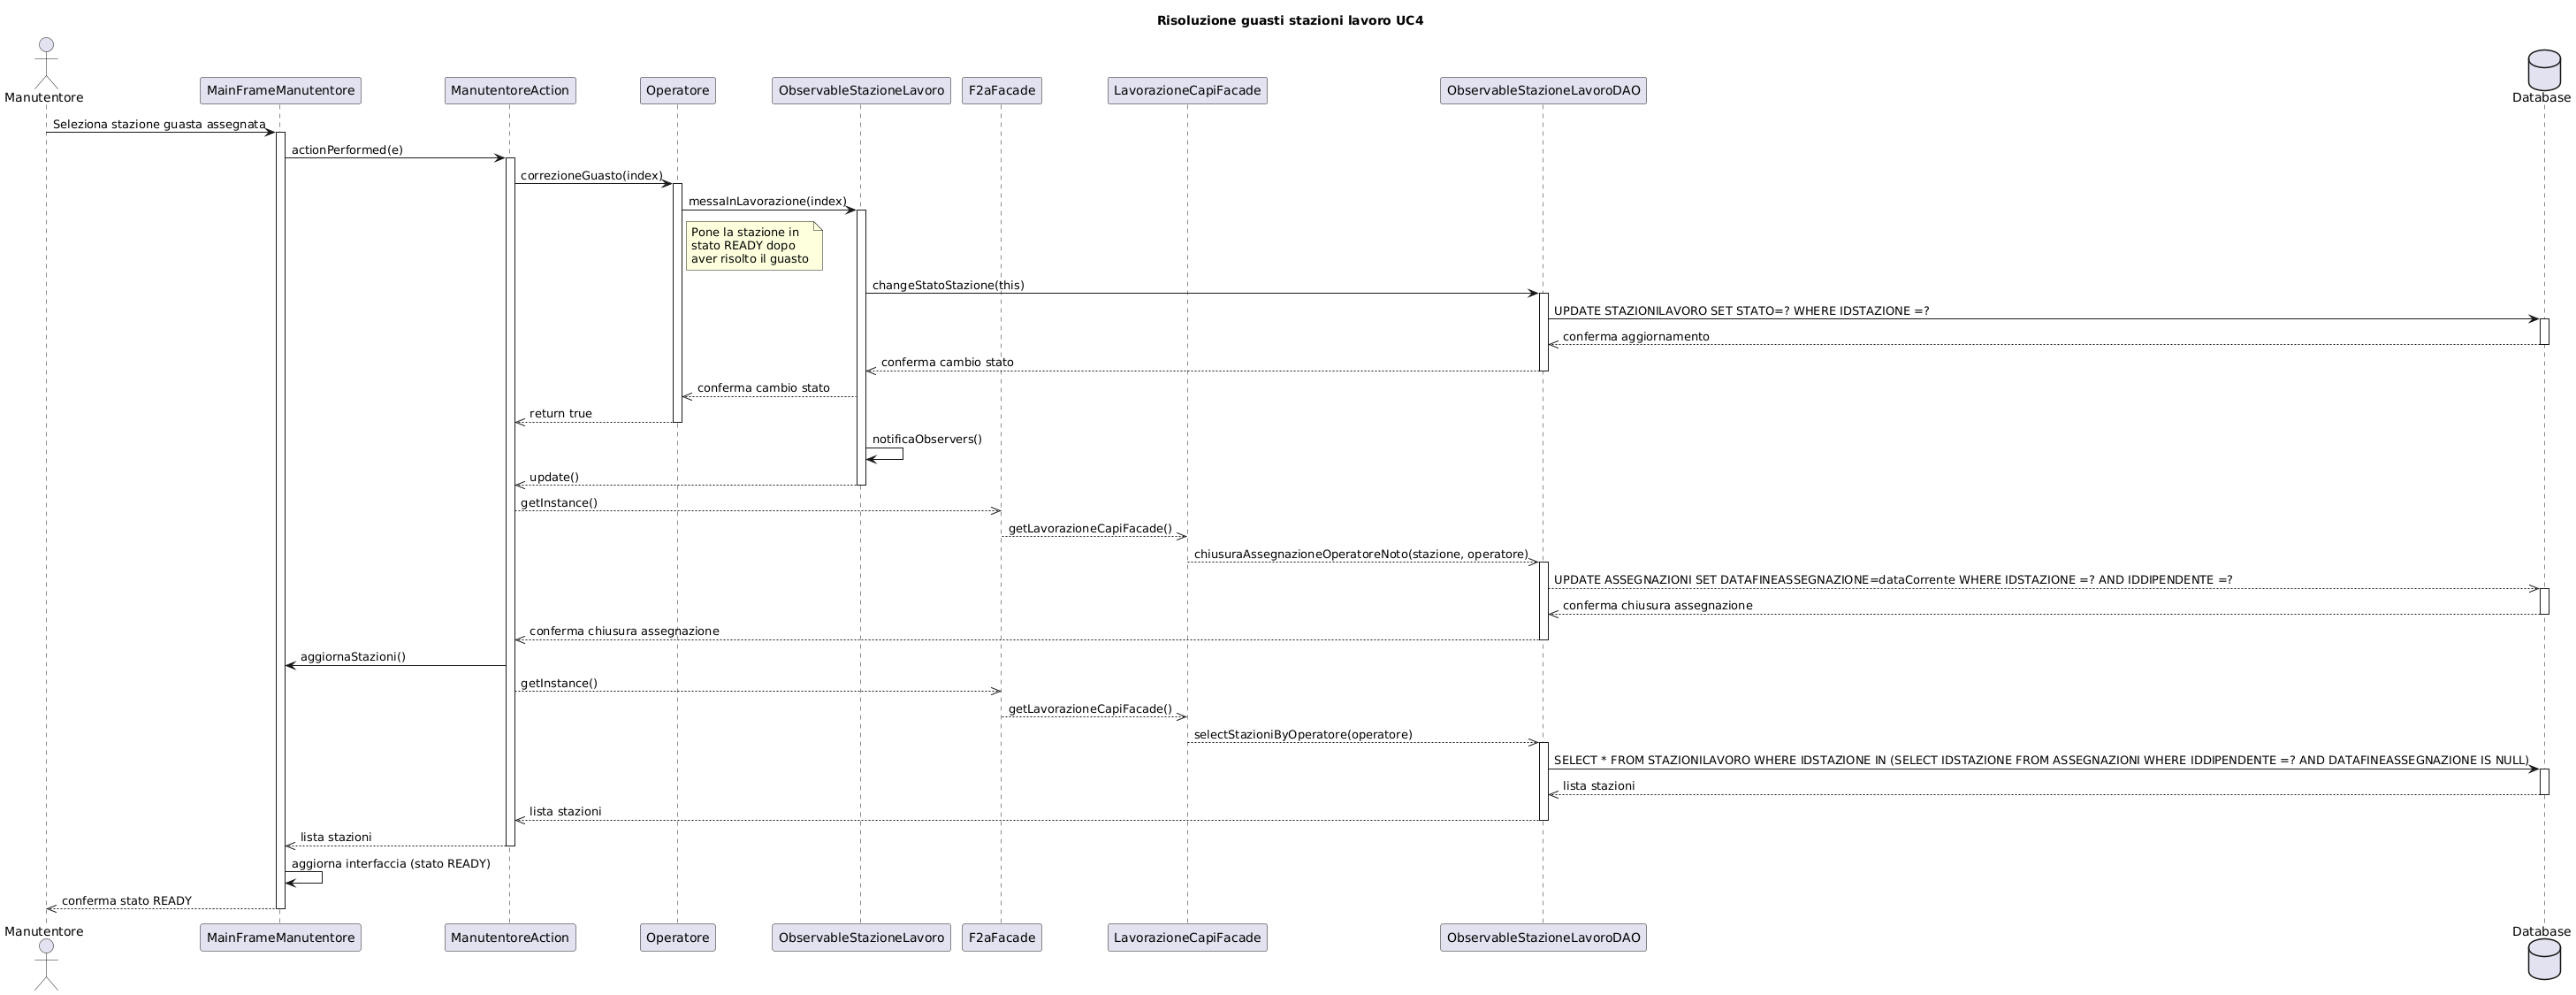 Risoluzione guasti stazioni lavoro UC4
Manutentore
MainFrameManutentore
ManutentoreAction
Operatore
ObservableStazioneLavoro
F2aFacade
LavorazioneCapiFacade
ObservableStazioneLavoroDAO
Database
Seleziona stazione guasta assegnata
actionPerformed(e)
correzioneGuasto(index)
messaInLavorazione(index)
Pone la stazione in
stato READY dopo
aver risolto il guasto
changeStatoStazione(this)
UPDATE STAZIONILAVORO SET STATO=? WHERE IDSTAZIONE =?
conferma aggiornamento
conferma cambio stato
conferma cambio stato
return true
notificaObservers()
update()
getInstance()
getLavorazioneCapiFacade()
chiusuraAssegnazioneOperatoreNoto(stazione, operatore)
UPDATE ASSEGNAZIONI SET DATAFINEASSEGNAZIONE=dataCorrente WHERE IDSTAZIONE =? AND IDDIPENDENTE =?
conferma chiusura assegnazione
conferma chiusura assegnazione
aggiornaStazioni()
getInstance()
getLavorazioneCapiFacade()
selectStazioniByOperatore(operatore)
SELECT * FROM STAZIONILAVORO WHERE IDSTAZIONE IN (SELECT IDSTAZIONE FROM ASSEGNAZIONI WHERE IDDIPENDENTE =? AND DATAFINEASSEGNAZIONE IS NULL)
lista stazioni
lista stazioni
lista stazioni
aggiorna interfaccia (stato READY)
conferma stato READY
Manutentore
MainFrameManutentore
ManutentoreAction
Operatore
ObservableStazioneLavoro
F2aFacade
LavorazioneCapiFacade
ObservableStazioneLavoroDAO
Database